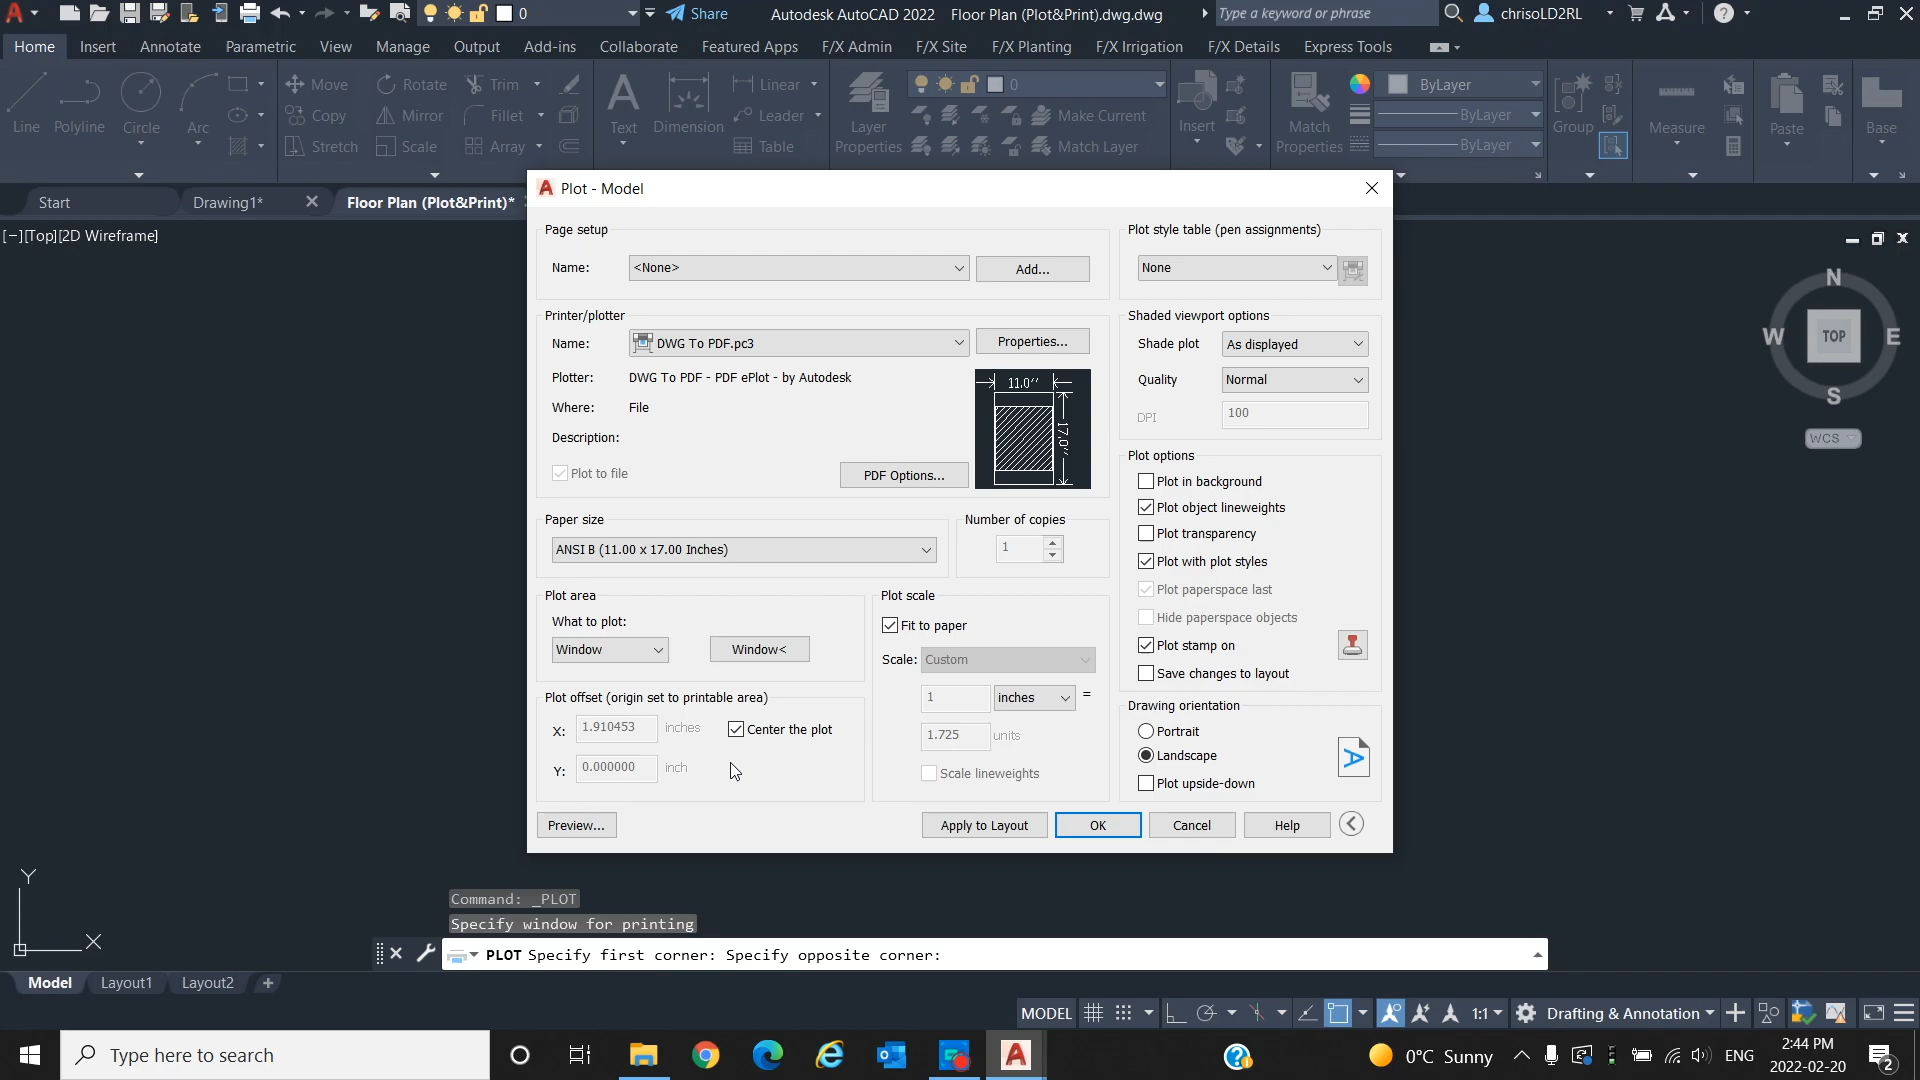 0
Share
Autodesk AutoCAD 2022
Floor Plan (Plot&Print).dwg.dwg
Type a keyword or phrase
chrisoLD2RL
Home
Insert
Annotate
Parametric
View
Manage
Output
Add-ins
Collaborate
Featured Apps
F/X Admin
F/X Site
F/X Planting
F/X Irrigation
F/X Details
Express Tools
Line
Polyline
Circle
Arc
Move
Copy
Stretch
Rotate
Mirror
Scale
Trim
Fillet
Array
Text
Dimension
Linear
Leader
Table
Layer
Properties
0
Make Current
Match Layer
Insert
Match
Properties
ByLayer
ByLayer
ByLayer
Group
Measure
Paste
Base
Start
Drawing1*
Floor Plan (Plot&Print)*
[−][Top][2D Wireframe]
N
W
TOP
E
S
WCS
Plot - Model
Page setup
Name:
<None>
Add...
Printer/plotter
Name:
DWG To PDF.pc3
Properties...
Plotter:
DWG To PDF - PDF ePlot - by Autodesk
Where:
File
Description:
Plot to file
PDF Options...
11.0′′
17.0′′
Paper size
ANSI B (11.00 x 17.00 Inches)
Number of copies
1
Plot area
What to plot:
Window
Window<
Plot offset (origin set to printable area)
X:
1.910453
inches
Center the plot
Y:
0.000000
inch
Plot scale
Fit to paper
Scale:
Custom
1
inches
=
1.725
units
Scale lineweights
Plot style table (pen assignments)
None
Shaded viewport options
Shade plot
As displayed
Quality
Normal
DPI
100
Plot options
Plot in background
Plot object lineweights
Plot transparency
Plot with plot styles
Plot paperspace last
Hide paperspace objects
Plot stamp on
Save changes to layout
Drawing orientation
Portrait
Landscape
Plot upside-down
A
Preview...
Apply to Layout
OK
Cancel
Help
Y
X
Command: _PLOT
Specify window for printing
PLOT Specify first corner: Specify opposite corner:
Model
Layout1
Layout2
MODEL
1:1
Drafting & Annotation
Type here to search
0°C Sunny
ENG
2:44 PM
2022-02-20
2